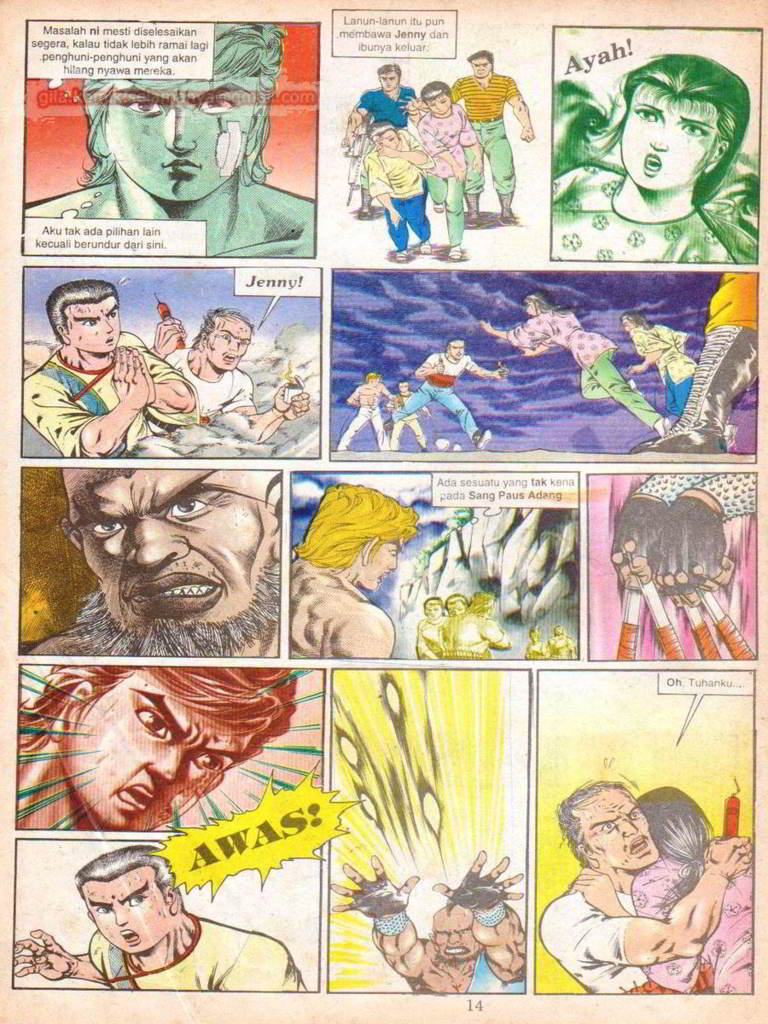 Masalah ni mesti diselesaikan
segera, kalau tidak lebih ramai lagi
penghuni-penghuni yang akan
hilang nyawa mereka.
Aku tak ada pilihan lain
kecuali berundur dari sini.
Lanun-lanun itu pun
membawa Jenny dan
ibunya keluar.
Ayah!
Jenny!
Ada sesuatu yang tak kena
pada Sang Paus Adang
AWAS!
Oh, Tuhanku....
14